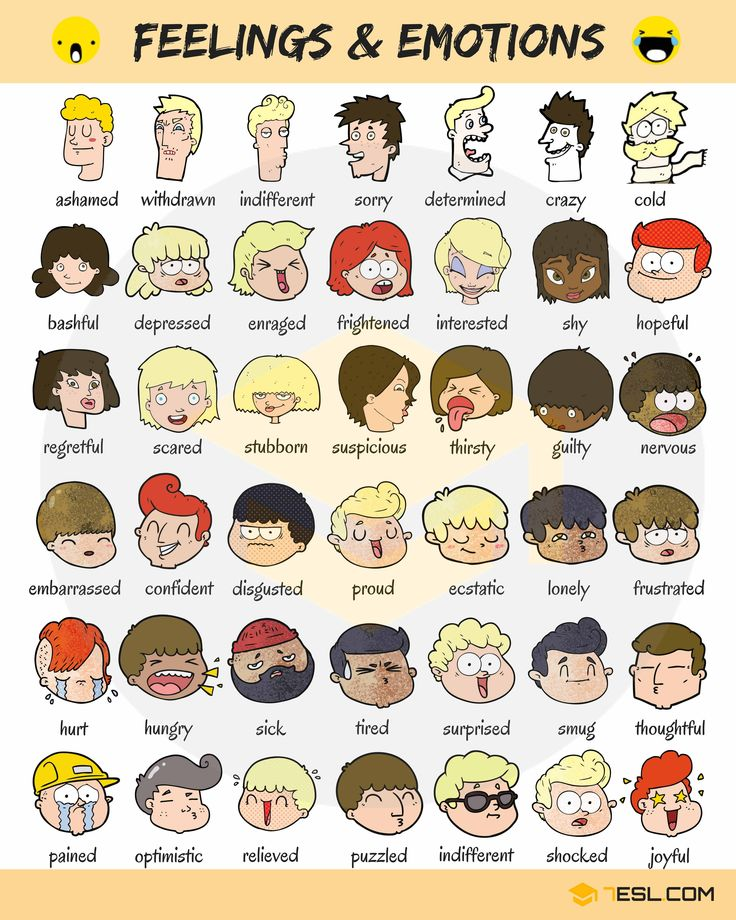 FEELINGS & EMOTIONS
ashamed withdrawn indifferent sorry determined crazy cold
bashful depressed enraged frightened interested shy hopeful
regretful scared stubborn suspicious thirsty guilty nervous
embarrassed confident disgusted proud ecstatic lonely frustrated
hurt hungry sick tired surprised smug thoughtful
pained optimistic relieved puzzled indifferent shocked joyful
7ESL.COM